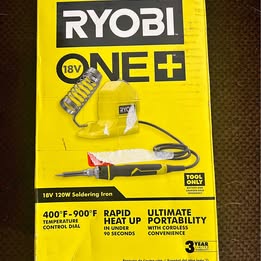 RYOBI
18V
ONE+
TOOL
ONLY
18V 120W Soldering Iron
400°F-900°F
TEMPERATURE
CONTROL DIAL
RAPID
HEAT UP
IN UNDER
90 SECONDS
ULTIMATE
PORTABILITY
WITH CORDLESS
CONVENIENCE
3 YEAR